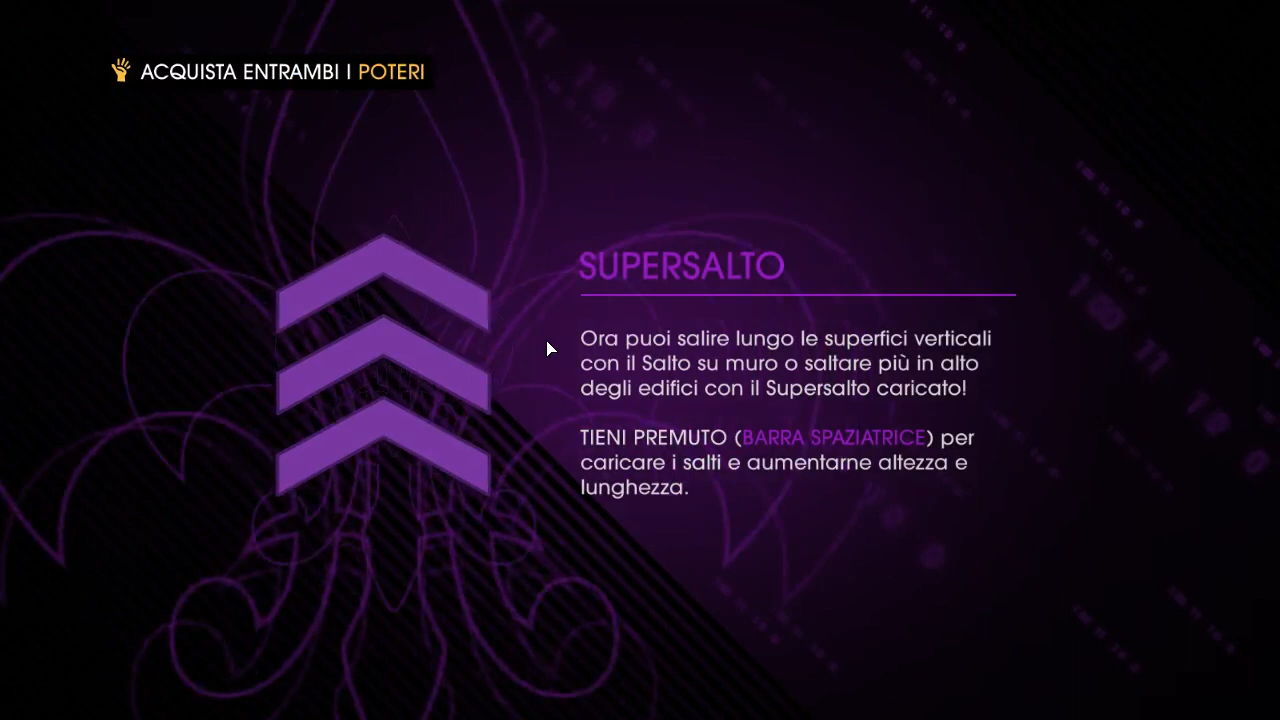 ACQUISTA ENTRAMBI I POTERI
SUPERSALTO
Ora puoi salire lungo le superfici verticali
con il Salto su muro o saltare più in alto
degli edifici con il Supersalto caricato!
TIENI PREMUTO (BARRA SPAZIATRICE) per
caricare i salti e aumentarne altezza e
lunghezza.